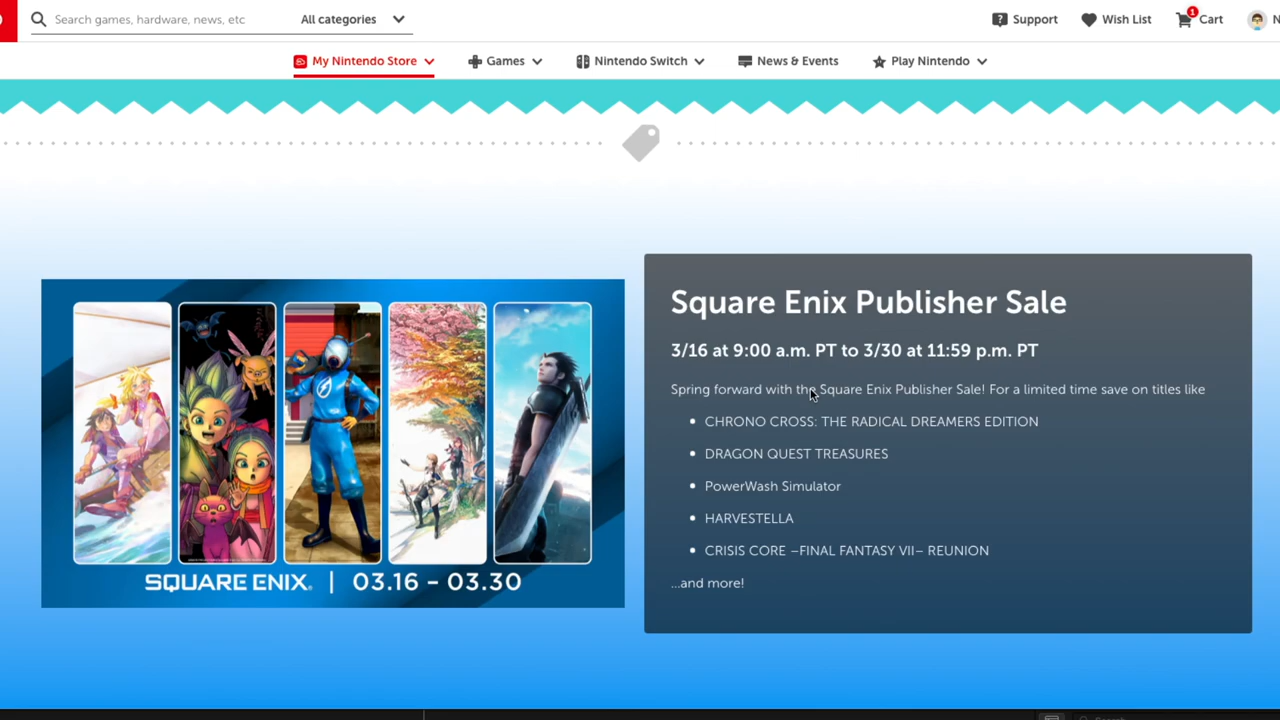 Search games, hardware, news, etc
All categories
Support
Wish List
1
Cart
N
My Nintendo Store
Games
Nintendo Switch
News & Events
Play Nintendo
SQUARE ENIX. | 03.16 – 03.30
Square Enix Publisher Sale
3/16 at 9:00 a.m. PT to 3/30 at 11:59 p.m. PT
Spring forward with the Square Enix Publisher Sale! For a limited time save on titles like
• CHRONO CROSS: THE RADICAL DREAMERS EDITION
• DRAGON QUEST TREASURES
• PowerWash Simulator
• HARVESTELLA
• CRISIS CORE –FINAL FANTASY VII– REUNION
...and more!